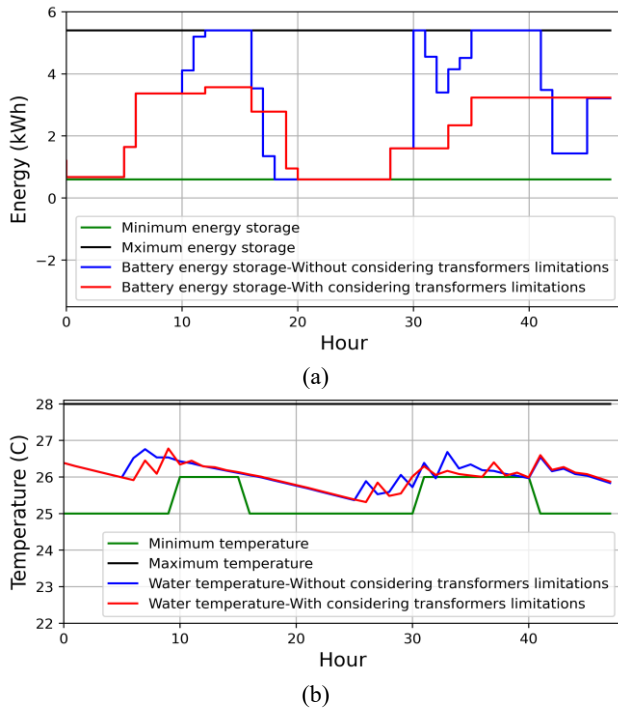 6
4
2
0
−2
Energy (kWh)
Minimum energy storage
Mximum energy storage
Battery energy storage-Without considering transformers limitations
Battery energy storage-With considering transformers limitations
0 10 20 30 40
Hour
(a)
28
27
26
25
24
23
22
Temperature (C)
Minimum temperature
Maximum temperature
Water temperature-Without considering transformers limitations
Water temperature-With considering transformers limitations
0 10 20 30 40
Hour
(b)